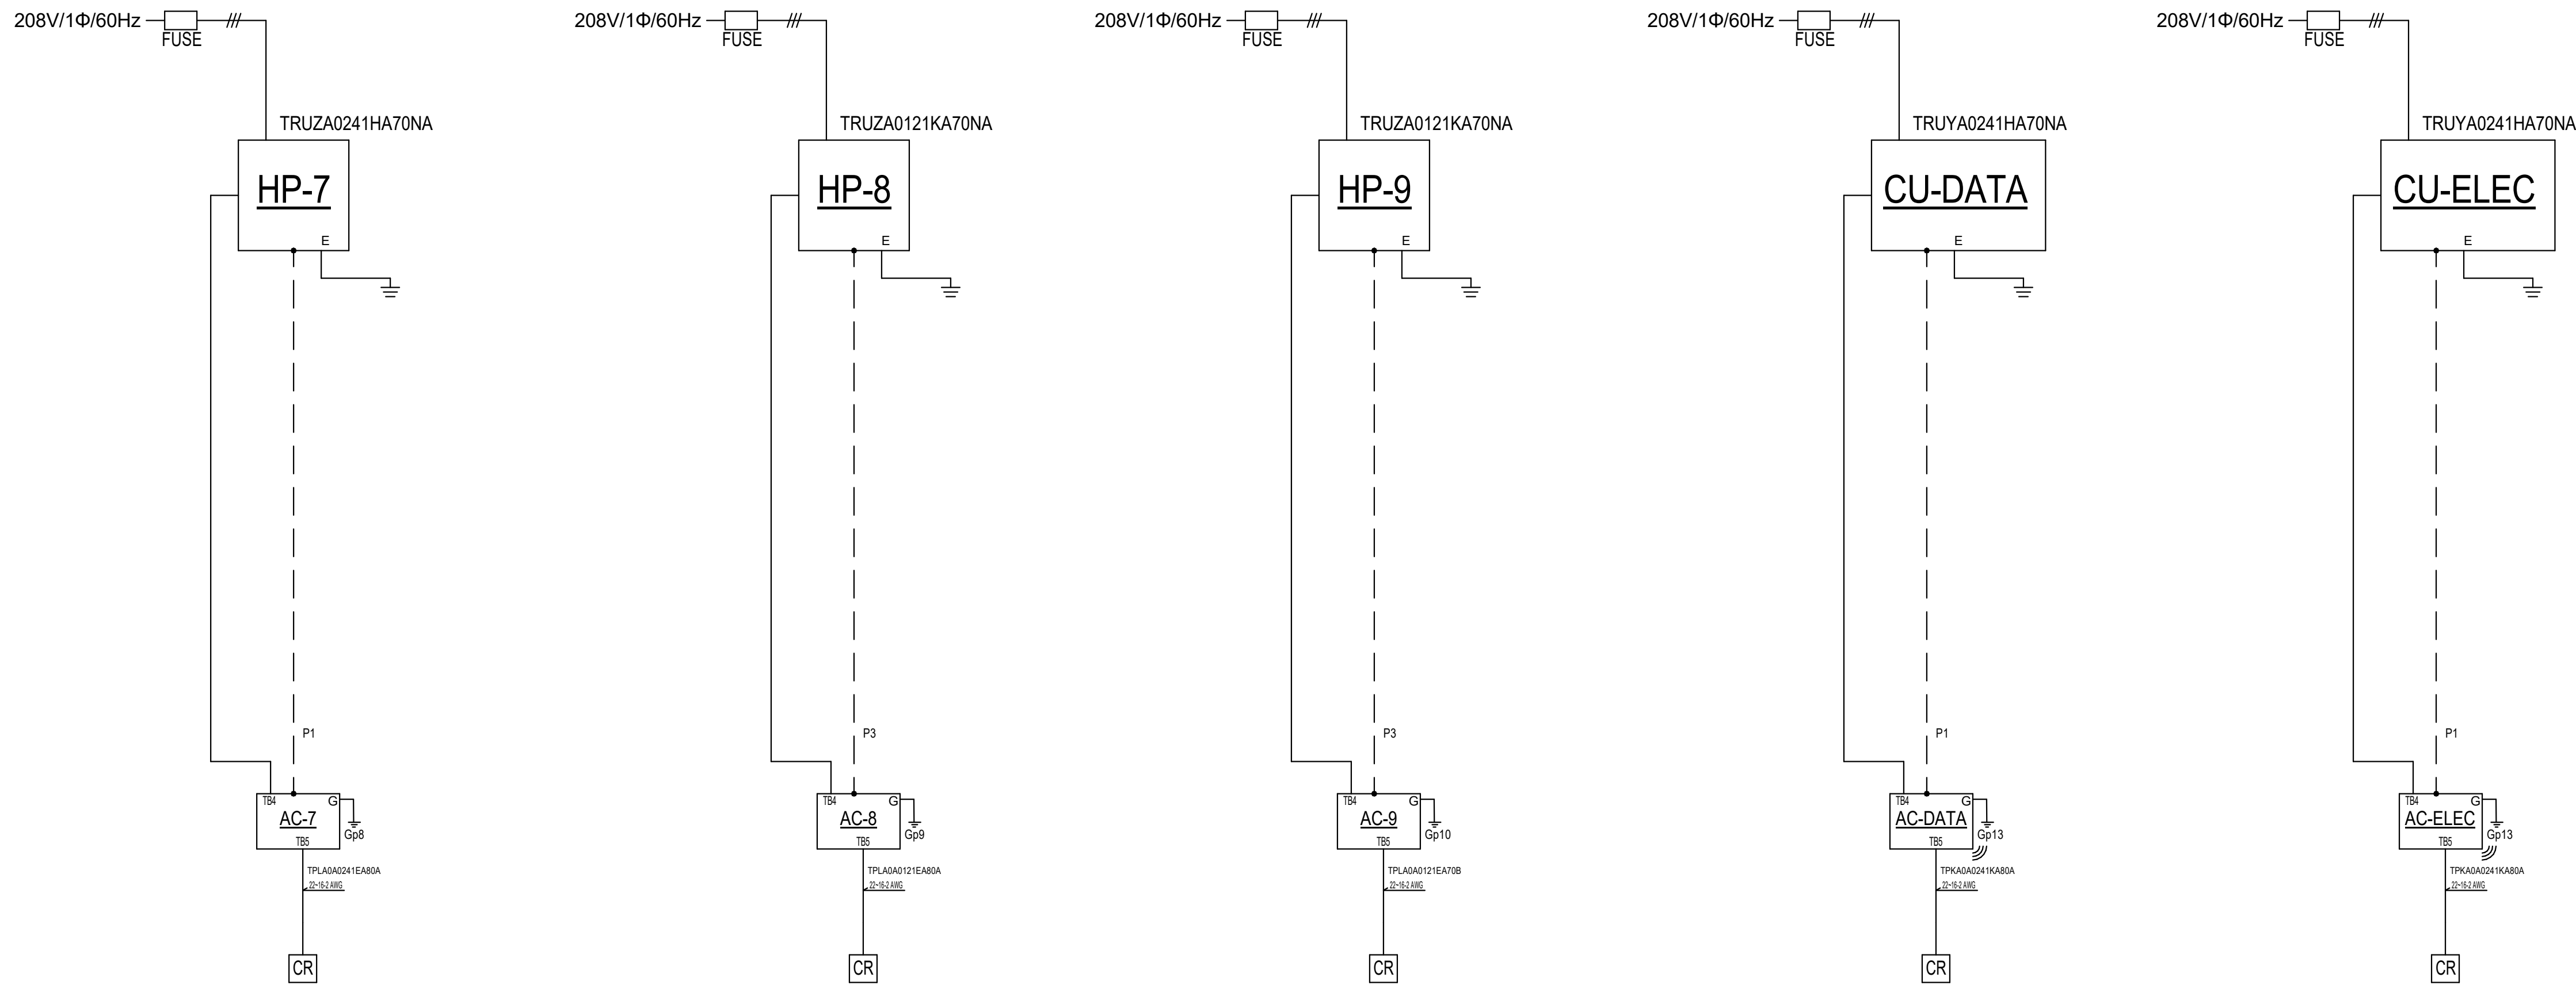 208V/1Φ/60Hz
FUSE
TRUZA0241HA70NA
HP-7
E
P1
TB4
G
AC-7
Gp8
TB5
TPLA0A0241EA80A
22~16-2 AWG
CR
208V/1Φ/60Hz
FUSE
TRUZA0121KA70NA
HP-8
E
P3
TB4
G
AC-8
Gp9
TB5
TPLA0A0121EA80A
22~16-2 AWG
CR
208V/1Φ/60Hz
FUSE
TRUZA0121KA70NA
HP-9
E
P3
TB4
G
AC-9
Gp10
TB5
TPLA0A0121EA70B
22~16-2 AWG
CR
208V/1Φ/60Hz
FUSE
TRUYA0241HA70NA
CU-DATA
E
P1
TB4
G
AC-DATA
Gp13
TB5
TPKA0A0241KA80A
22~16-2 AWG
CR
208V/1Φ/60Hz
FUSE
TRUYA0241HA70NA
CU-ELEC
E
P1
TB4
G
AC-ELEC
Gp13
TB5
TPKA0A0241KA80A
22~16-2 AWG
CR